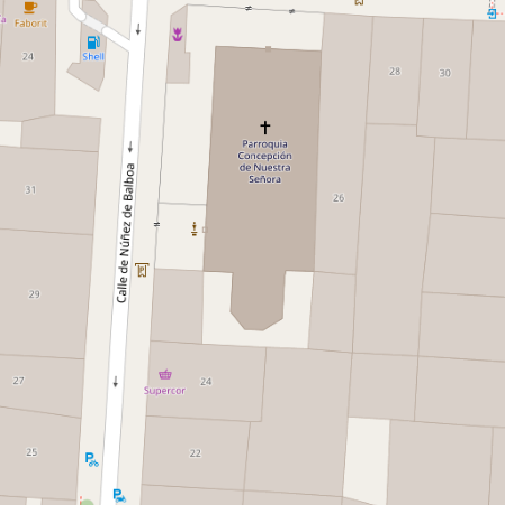 Faborit
Shell
24
28
30
Parroquia
Concepción
de Nuestra
Señora
31
26
Calle de Núñez de Balboa
29
27
Supercor
24
25
22